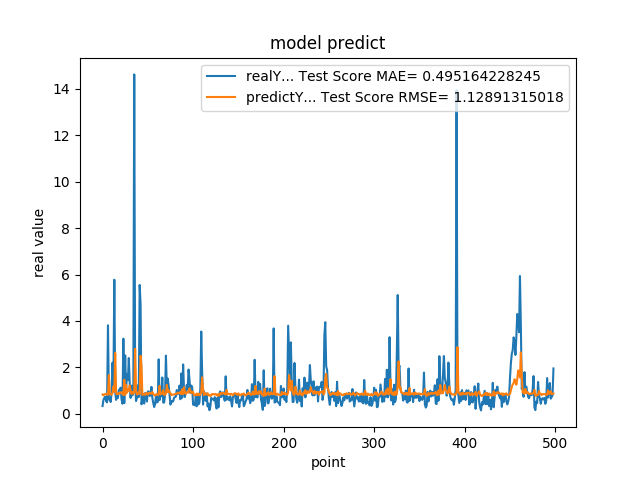 model predict
realY... Test Score MAE= 0.495164228245
predictY... Test Score RMSE= 1.12891315018
14
12
10
8
6
4
2
0
real value
0 100 200 300 400 500
point